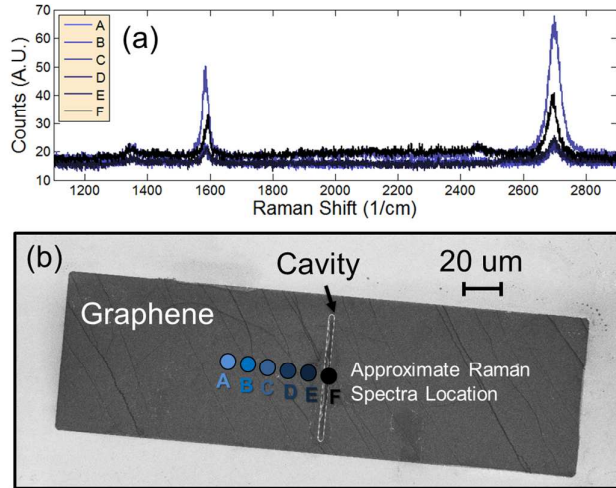 (a)
A
B
C
D
E
F
Counts (A.U.)
70
60
50
40
30
20
10
1200 1400 1600 1800 2000 2200 2400 2600 2800
Raman Shift (1/cm)
(b)
Cavity
20 um
Graphene
Approximate Raman
Spectra Location
A B C D E F